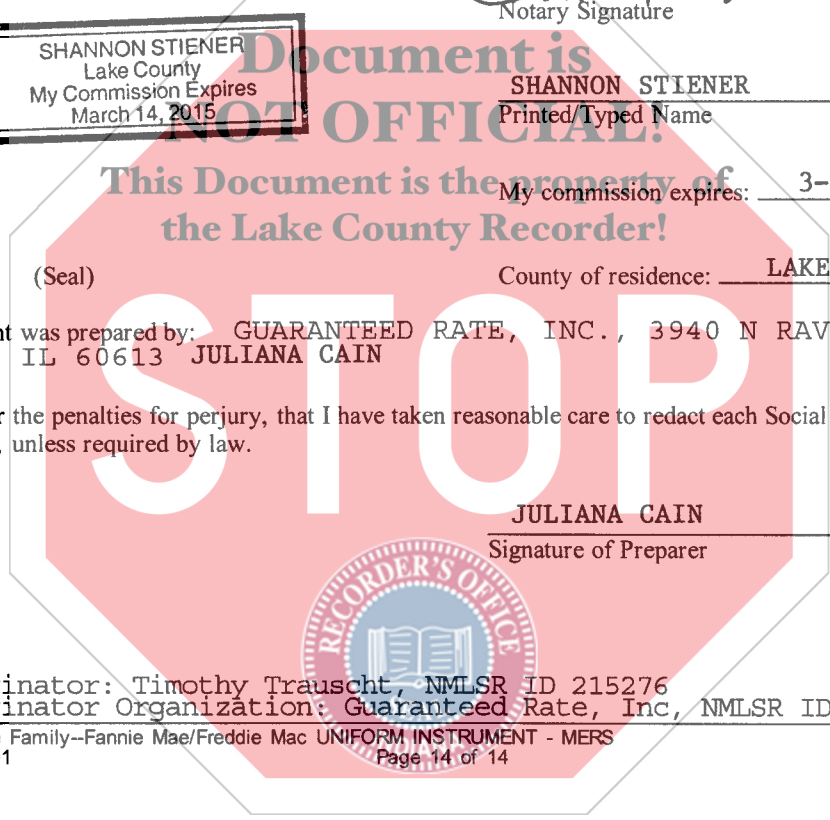 Notary Signature
SHANNON STIENER
Lake County
My Commission Expires
March 14, 2015
Document is
NOT OFFICIAL!
This Document is the property of
the Lake County Recorder!
SHANNON STIENER
Printed/Typed Name
My commission expires: 3-
(Seal)
County of residence: LAKE
was prepared by: GUARANTEED RATE, INC., 3940 N RAV
IL 60613 JULIANA CAIN
the penalties for perjury, that I have taken reasonable care to redact each Social
, unless required by law.
STOP
JULIANA CAIN
Signature of Preparer
RECORDER'S OFFICE
INDIANA
inator: Timothy Trauscht, NMLSR ID 215276
inator Organization: Guaranteed Rate, Inc, NMLSR ID
Family--Fannie Mae/Freddie Mac UNIFORM INSTRUMENT - MERS
1
Page 14 of 14